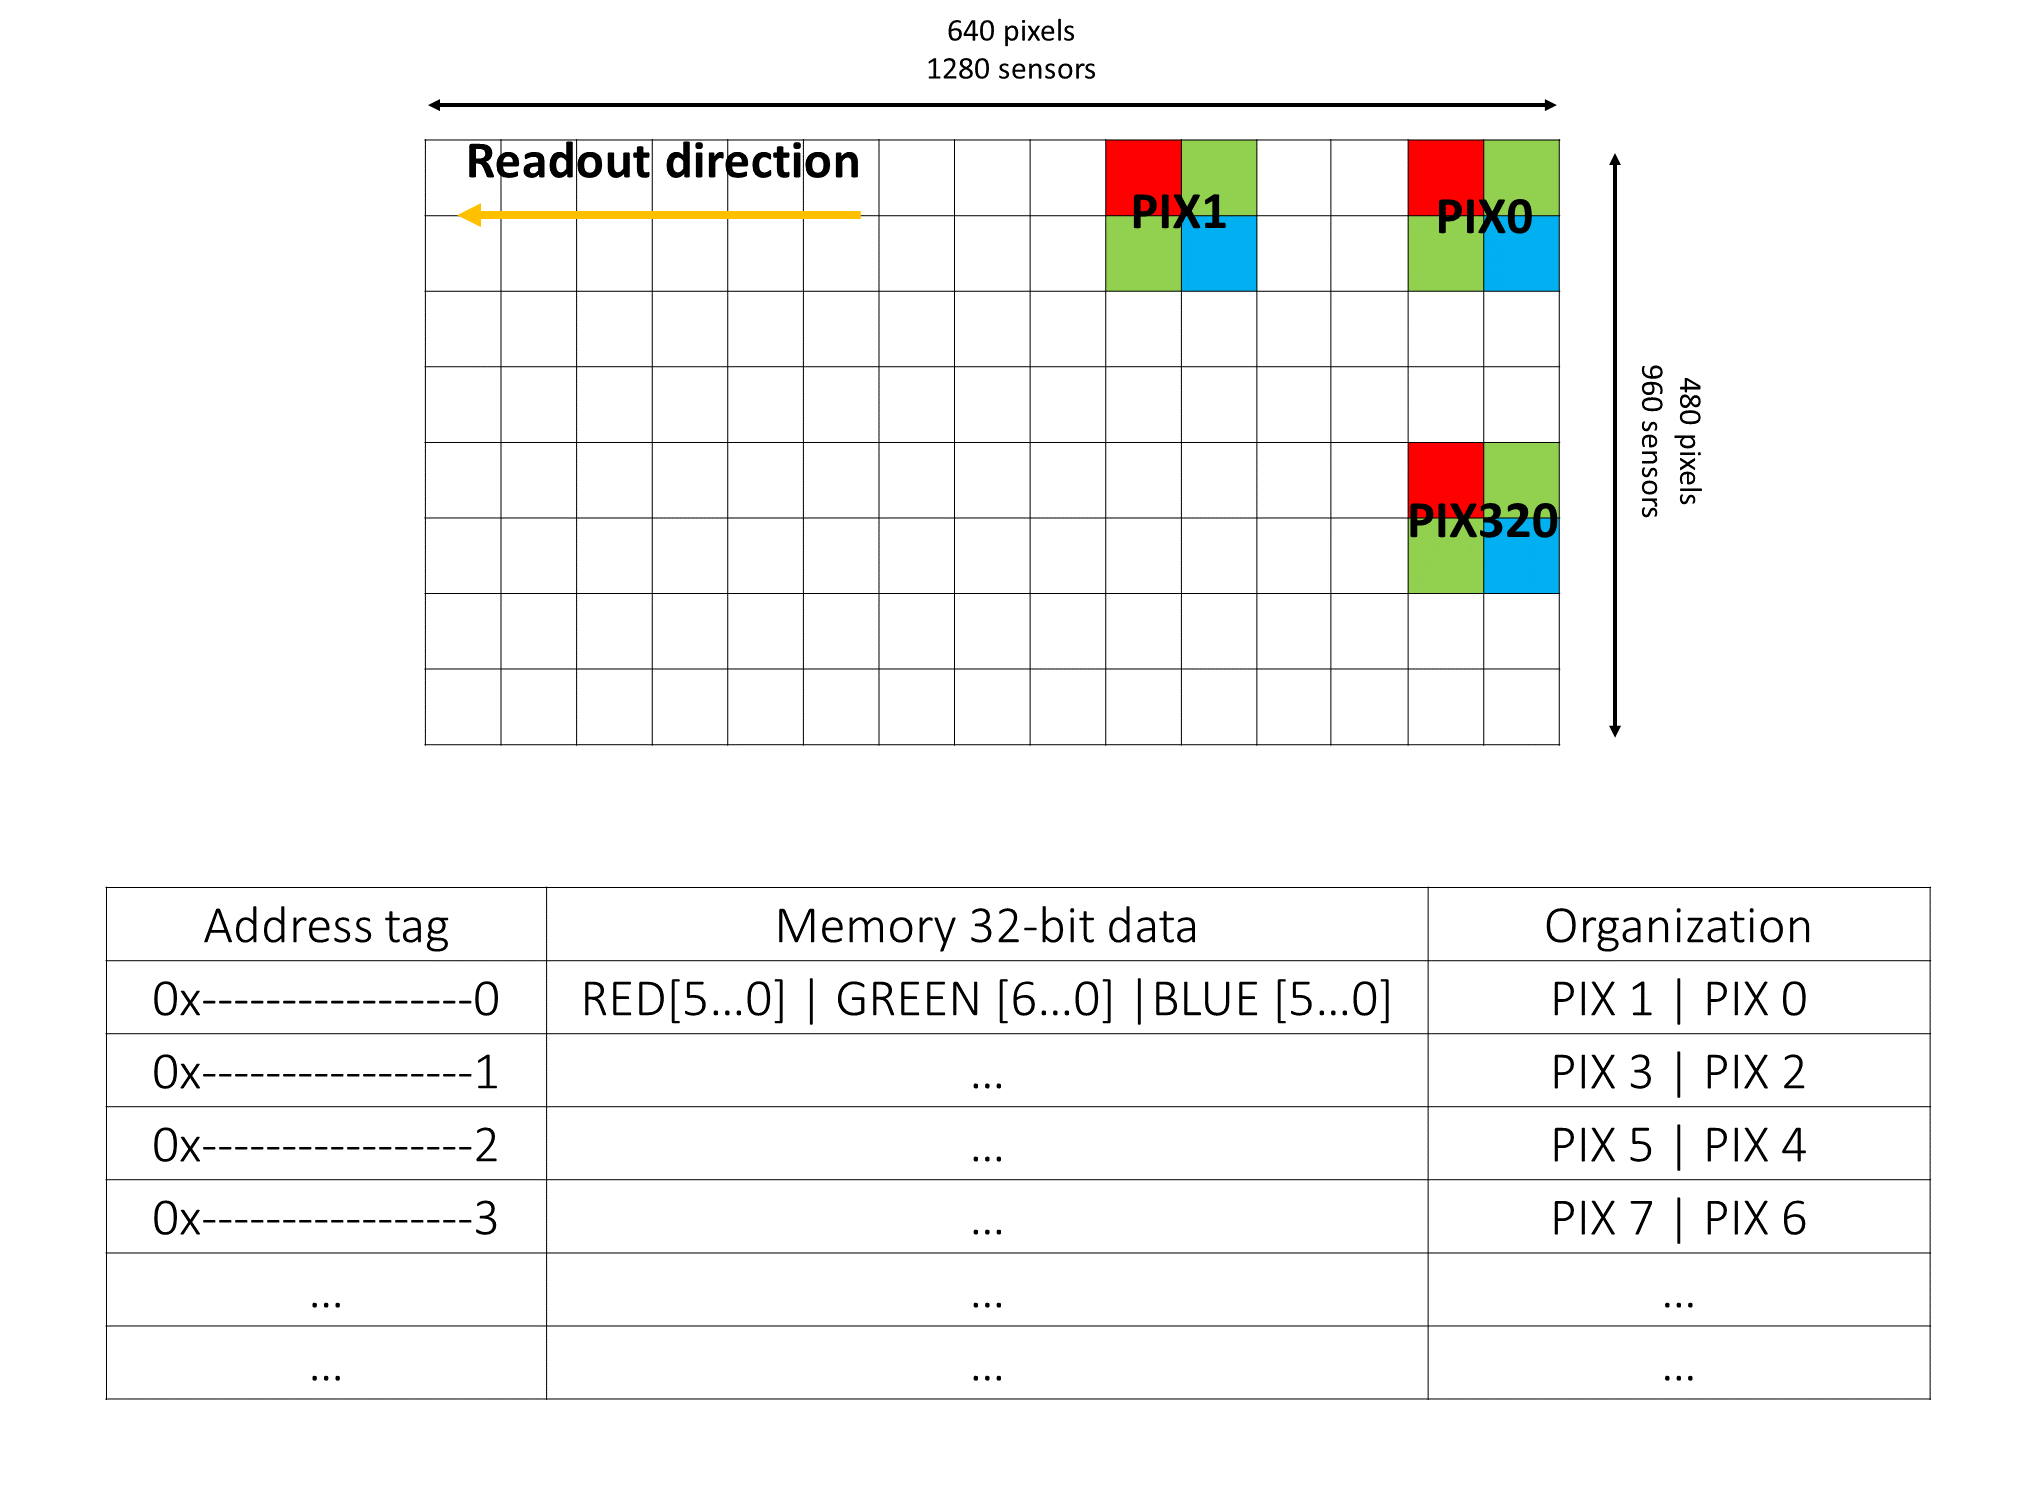 640 pixels
1280 sensors
Readout direction
PIX1
PIX0
480 pixels
960 sensors
PIX320
Address tag
Memory 32-bit data
Organization
0x-----------------0
RED[5...0] | GREEN [6...0] |BLUE [5...0]
PIX 1 | PIX 0
0x-----------------1
...
PIX 3 | PIX 2
0x-----------------2
...
PIX 5 | PIX 4
0x-----------------3
...
PIX 7 | PIX 6
...
...
...
...
...
...